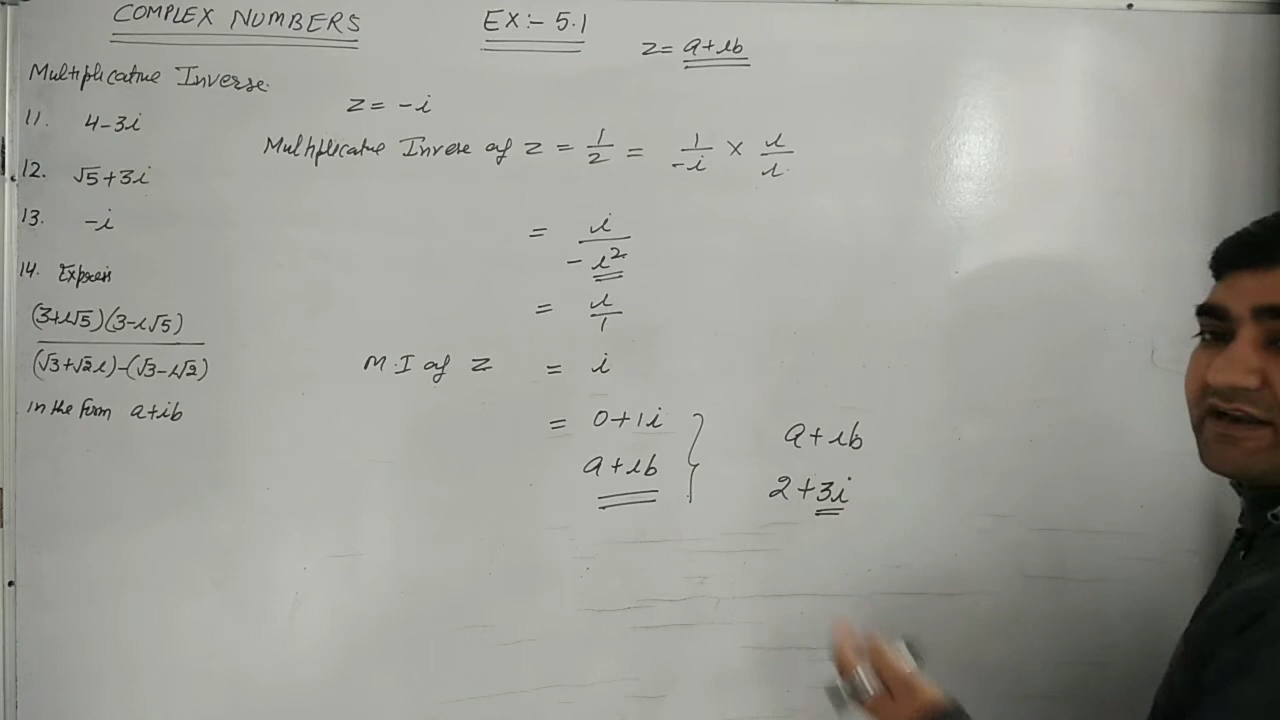 COMPLEX NUMBERS
EX:- 5.1
z = a+ib
Multiplicative Inverse.
11. 4-3i
12. √5+3i
13. -i
14. Express
(3+i√5)(3-i√5)
(√3+√2i)-(√3-i√2)
in the form a+ib
z = -i
Multiplicative Inverse of z = 1/z = 1/-i × i/i
= i/-i²
= i/1
M.I of z = i
= 0+1i
a+ib
a+ib
2+3i